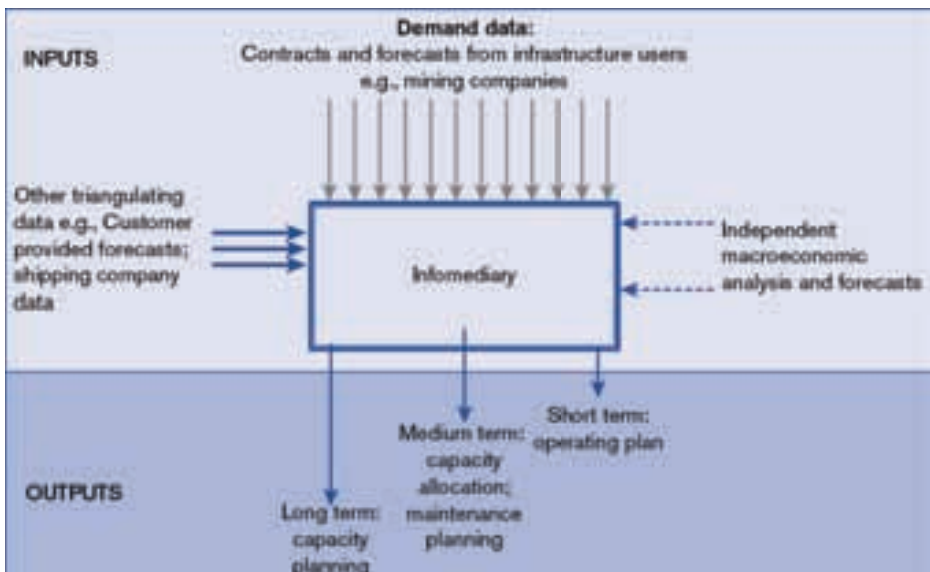 INPUTS
Demand data:
Contracts and forecasts from infrastructure users
e.g., mining companies
Other triangulating
data e.g., Customer
provided forecasts;
shipping company
data
Infomediary
Independent
macroeconomic
analysis and forecasts
OUTPUTS
Long term:
capacity
planning
Medium term:
capacity
allocation;
maintenance
planning
Short term:
operating plan